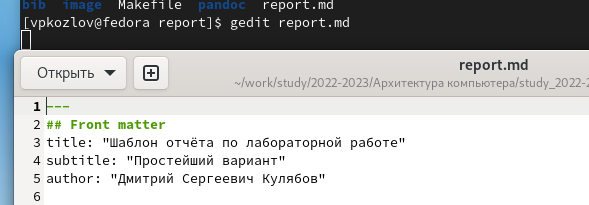 bib image Makefile pandoc report.md
[vpkozlov@fedora report]$ gedit report.md
Открыть
report.md
~/work/study/2022-2023/Архитектура компьютера/study_2022-
1 ---
2 ## Front matter
3 title: "Шаблон отчёта по лабораторной работе"
4 subtitle: "Простейший вариант"
5 author: "Дмитрий Сергеевич Кулябов"
6